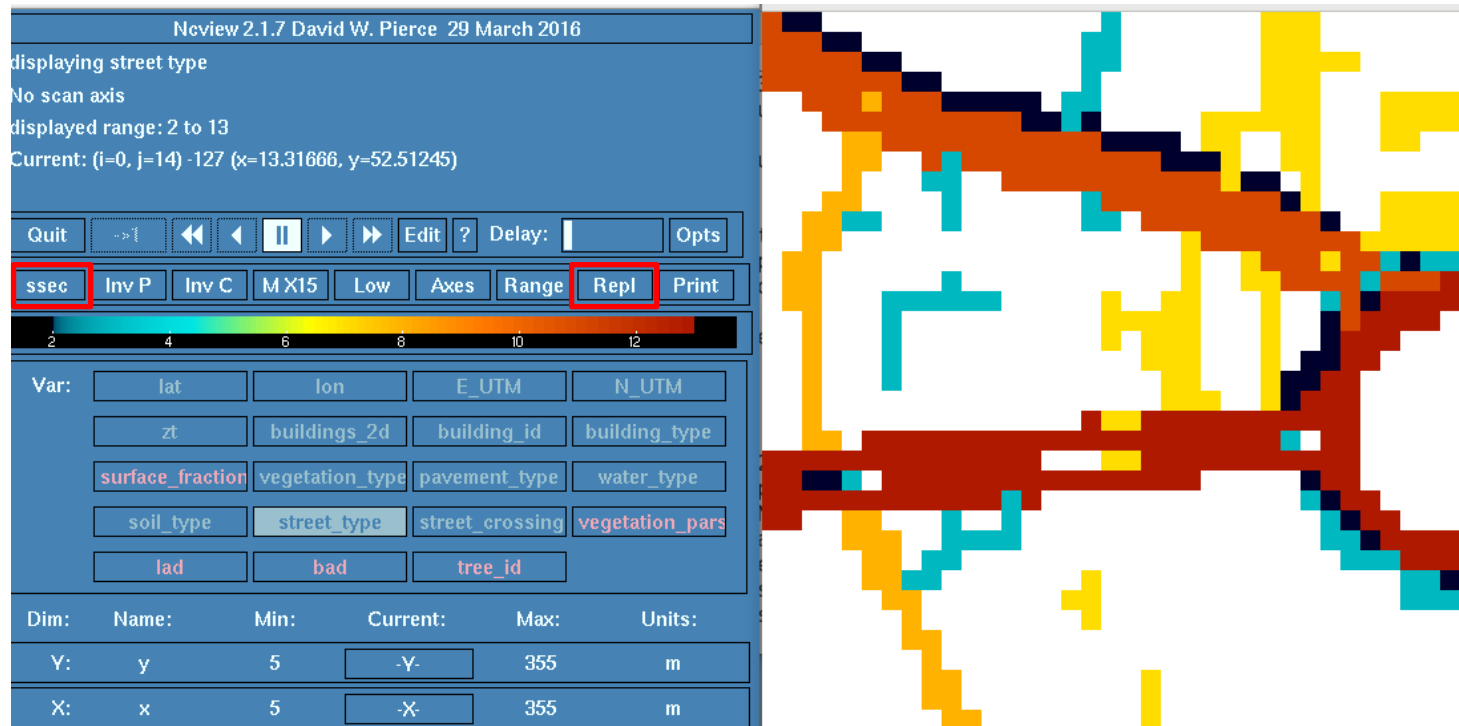 Ncview 2.1.7 David W. Pierce 29 March 2016
displaying street type
No scan axis
displayed range: 2 to 13
Current: (i=0, j=14) -127 (x=13.31666, y=52.51245)
Quit ->1 Edit ? Delay: Opts
ssec Inv P Inv C M X15 Low Axes Range Repl Print
2 4 6 8 10 12
Var: lat lon E_UTM N_UTM
zt buildings_2d building_id building_type
surface_fraction vegetation_type pavement_type water_type
soil_type street_type street_crossing vegetation_pars
lad bad tree_id
Dim: Name: Min: Current: Max: Units:
Y: y 5 -Y- 355 m
X: x 5 -X- 355 m